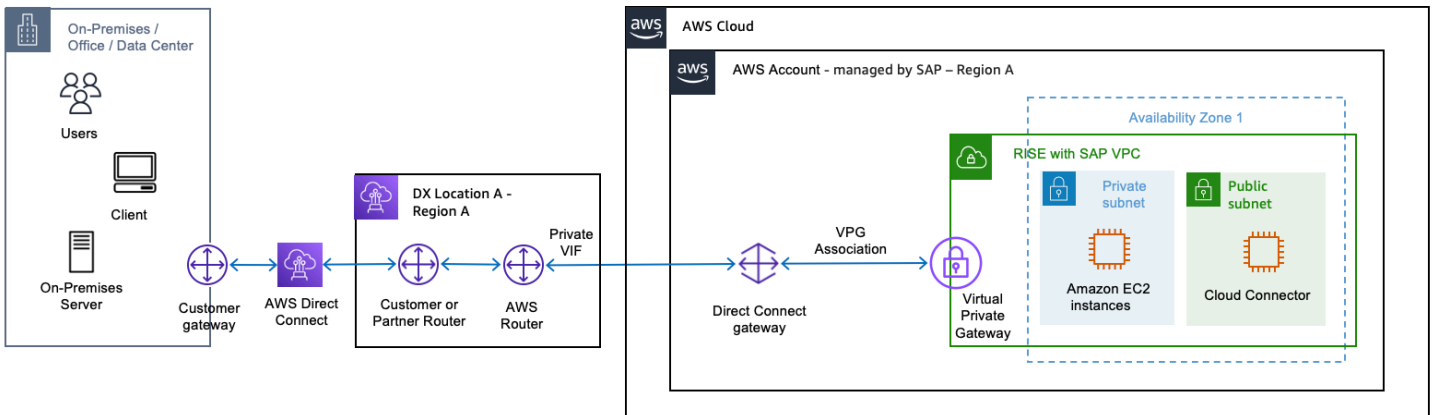 On-Premises /
Office / Data Center
Users
Client
On-Premises
Server
Customer
gateway
AWS Direct
Connect
DX Location A -
Region A
Customer or
Partner Router
AWS
Router
Private
VIF
aws
AWS Cloud
aws
AWS Account - managed by SAP – Region A
Direct Connect
gateway
VPG
Association
Virtual
Private
Gateway
Availability Zone 1
RISE with SAP VPC
Private
subnet
Amazon EC2
instances
Public
subnet
Cloud Connector